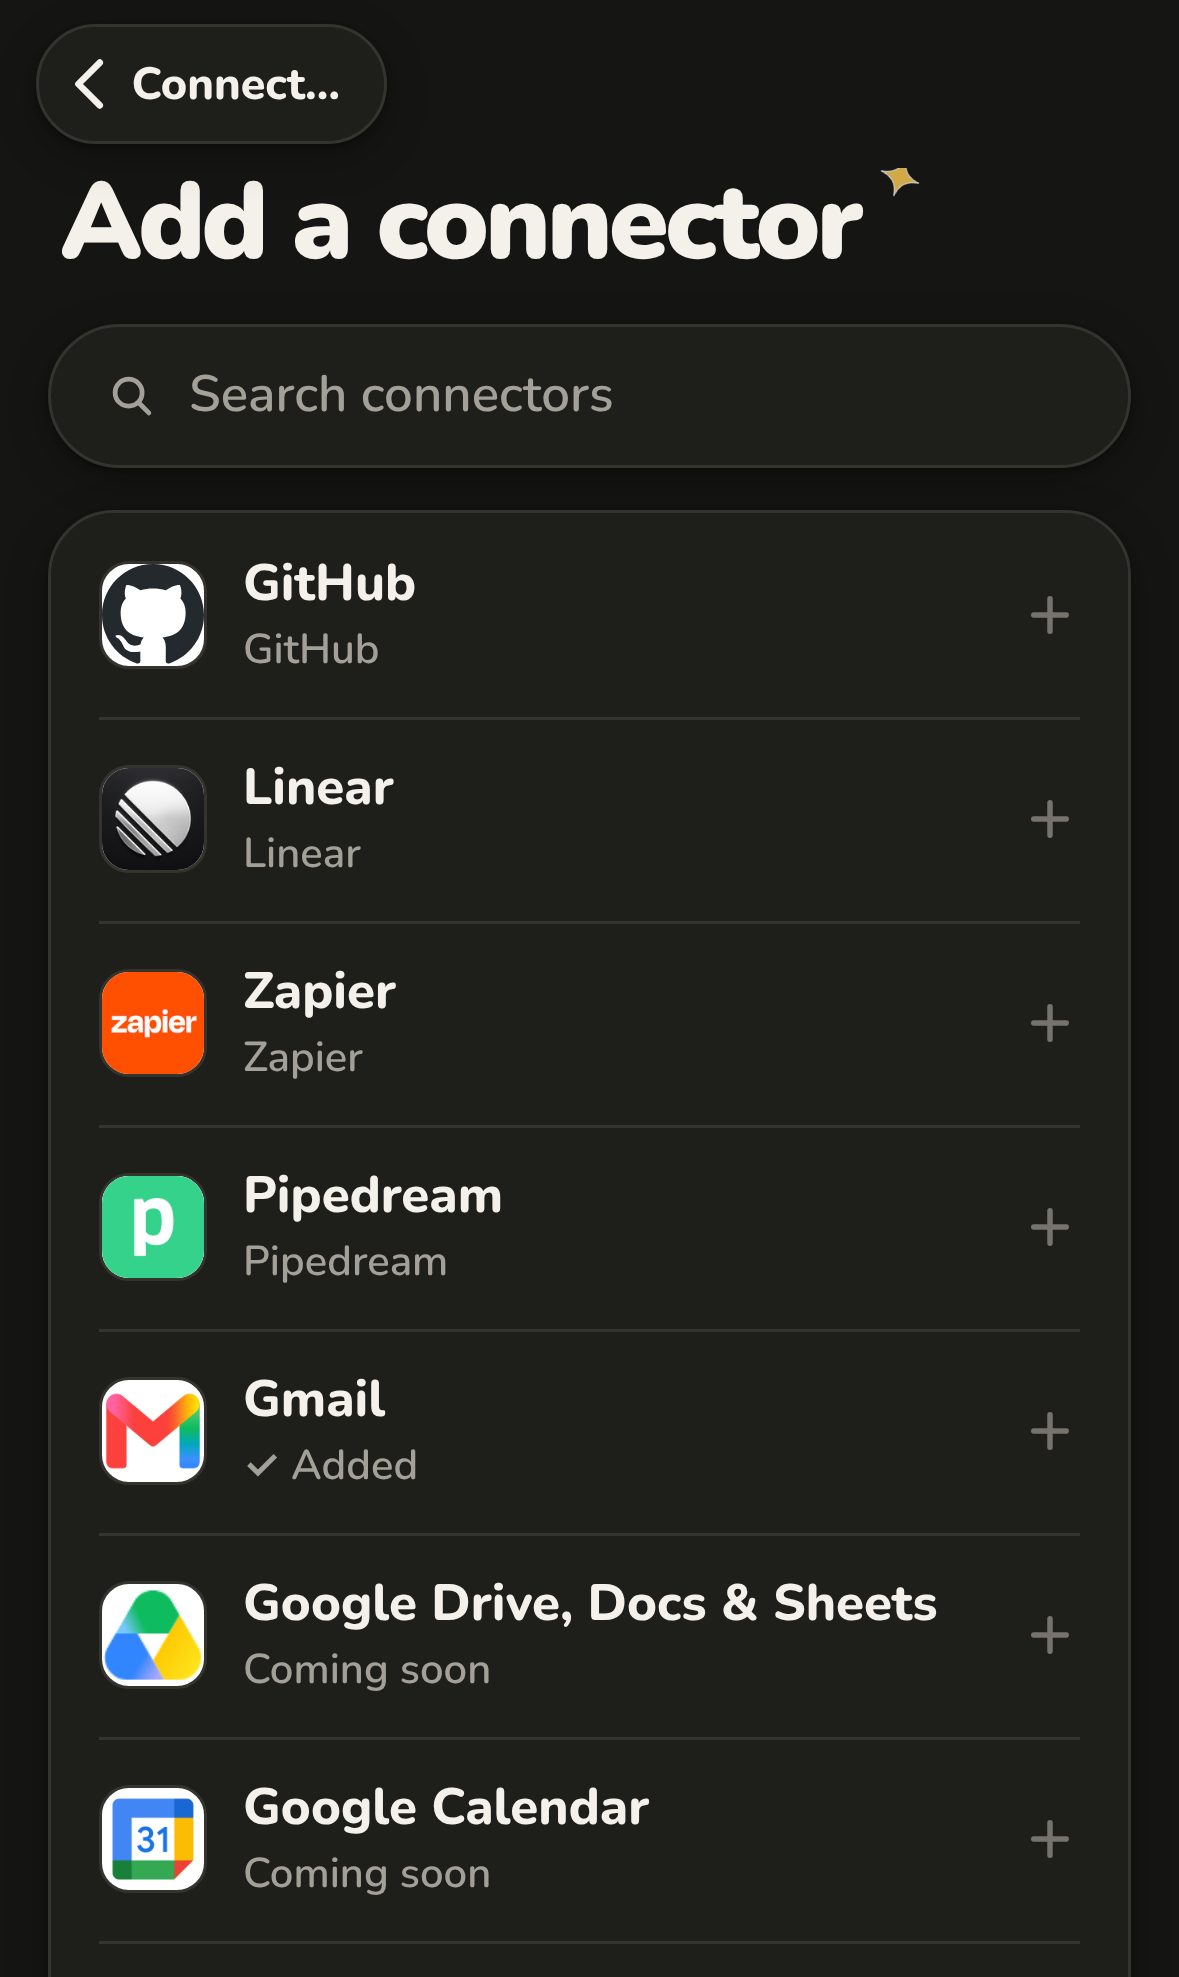 Connect...
Add a connector
Search connectors
GitHub
GitHub
Linear
Linear
zapier
Zapier
Zapier
p
Pipedream
Pipedream
Gmail
Added
Google Drive, Docs & Sheets
Coming soon
31
Google Calendar
Coming soon